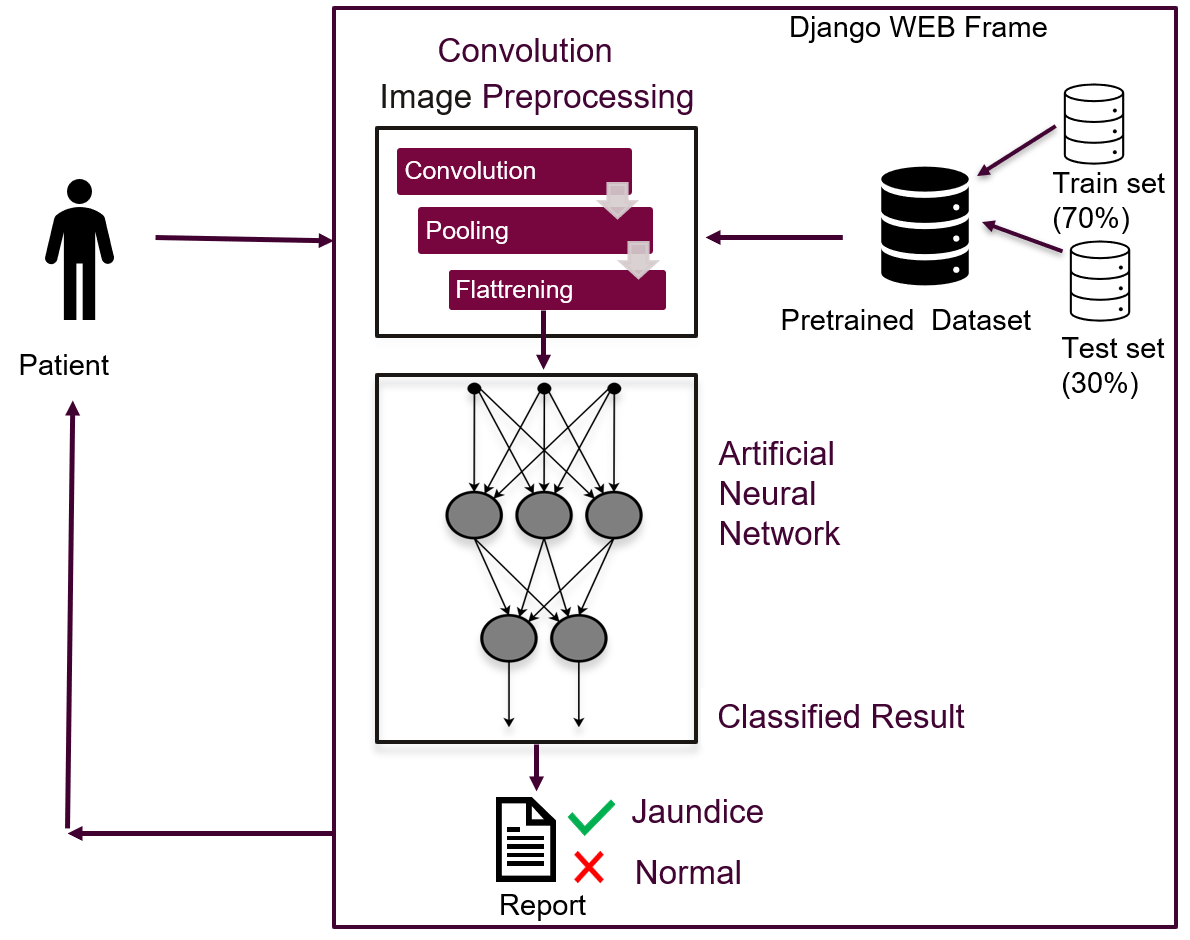 Django WEB Frame
Convolution
Image Preprocessing
Convolution
Pooling
Flattrening
Train set
(70%)
Pretrained Dataset
Test set
(30%)
Patient
Artificial
Neural
Network
Classified Result
Jaundice
Normal
Report